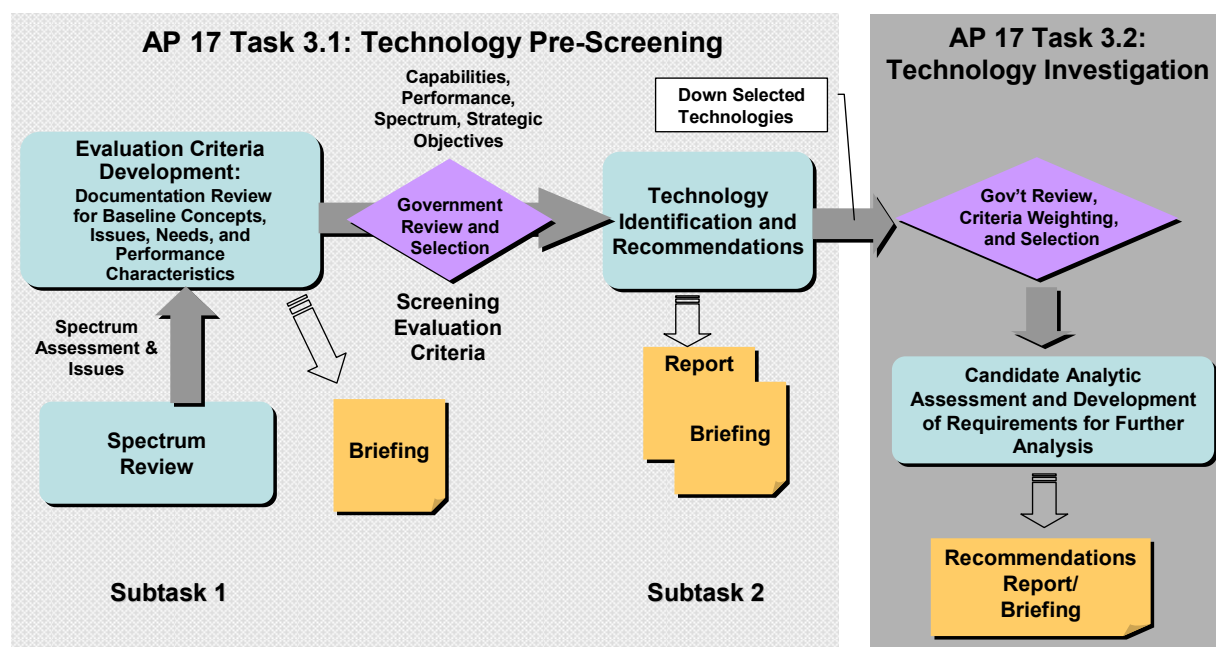 AP 17 Task 3.1: Technology Pre-Screening
Capabilities,
Performance,
Spectrum, Strategic
Objectives
Evaluation Criteria
Development:
Documentation Review
for Baseline Concepts,
Issues, Needs, and
Performance
Characteristics
Government
Review and
Selection
Screening
Evaluation
Criteria
Spectrum
Assessment &
Issues
Spectrum
Review
Briefing
Technology
Identification and
Recommendations
Report
Briefing
Subtask 1
Subtask 2
Down Selected
Technologies
AP 17 Task 3.2:
Technology Investigation
Gov't Review,
Criteria Weighting,
and Selection
Candidate Analytic
Assessment and Development
of Requirements for Further
Analysis
Recommendations
Report/
Briefing